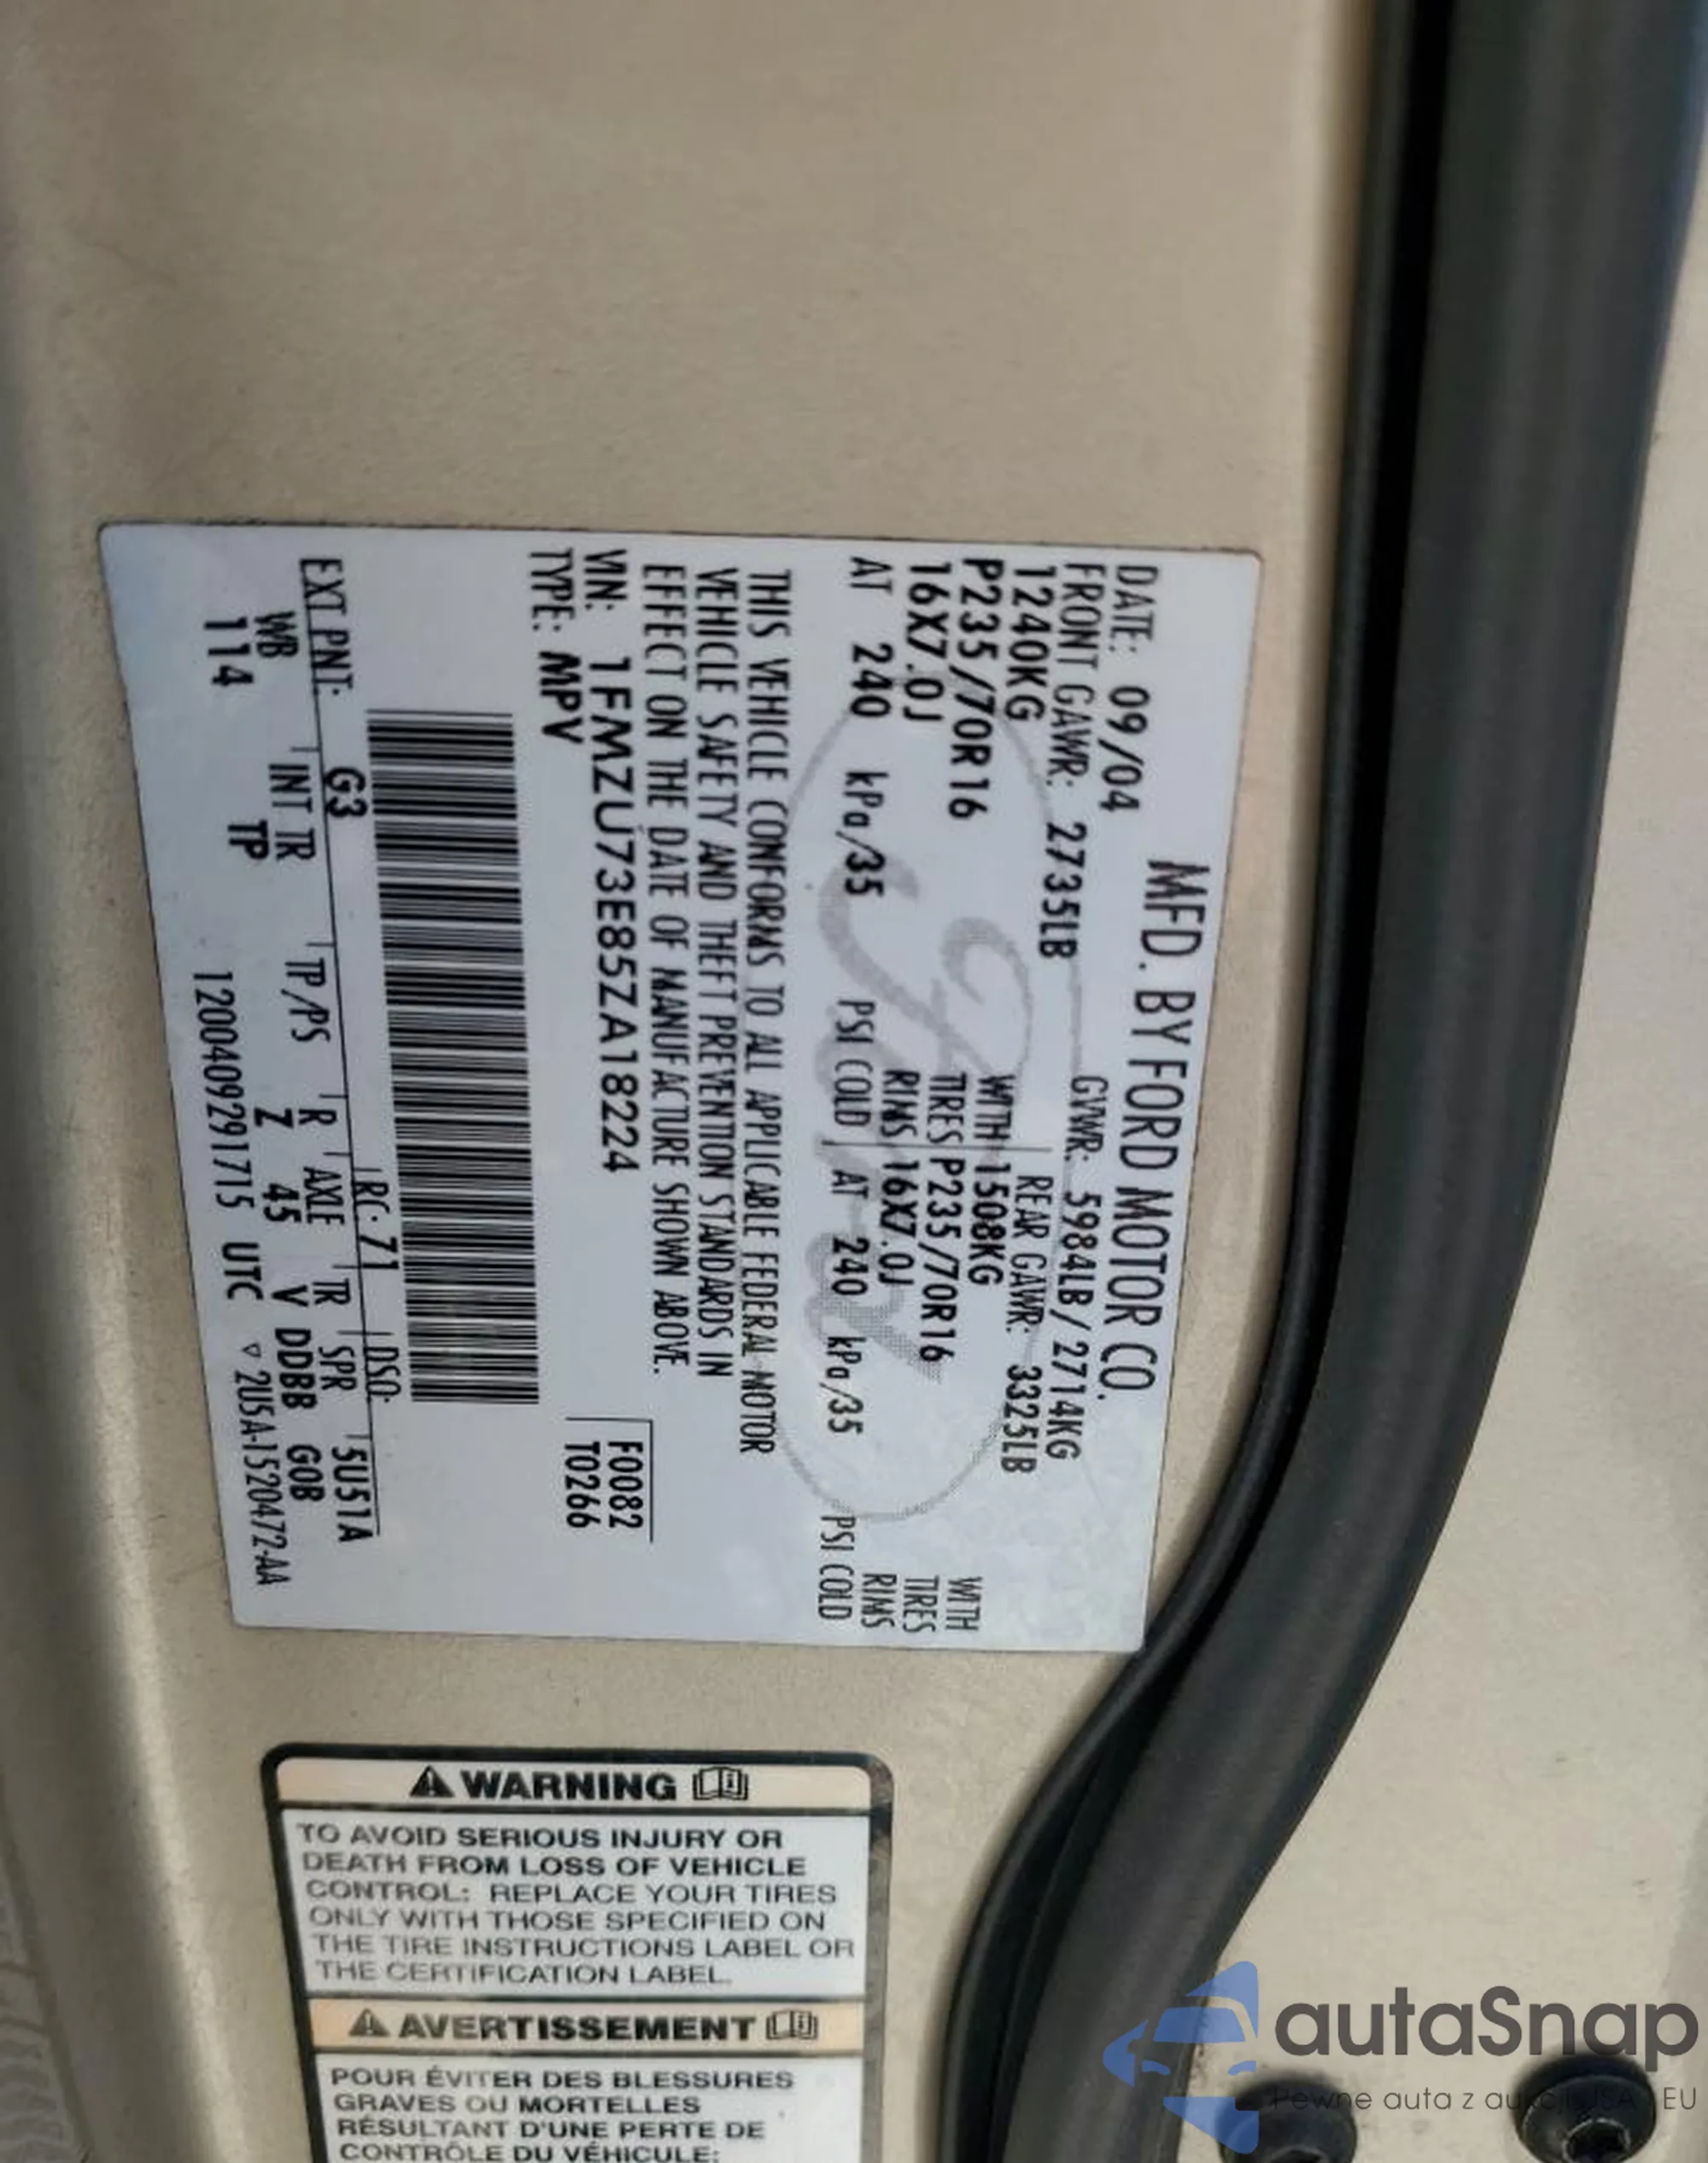 MFD. BY FORD MOTOR CO.
DATE: 09/04 GVWR: 5984LB/2714KG
FRONT GAWR: 2735LB REAR GAWR: 3325LB
1240KG WITH 1508KG WITH
P235/70R16 TIRES P235/70R16 TIRES
16X7.0J RIMS 16X7.0J RIMS
AT 240 kPa/35 PSI COLD AT 240 kPa/35 PSI COLD
THIS VEHICLE CONFORMS TO ALL APPLICABLE FEDERAL MOTOR
VEHICLE SAFETY AND THEFT PREVENTION STANDARDS IN
EFFECT ON THE DATE OF MANUFACTURE SHOWN ABOVE.
VIN: 1FMZU73E85ZA18224 F0082
TYPE: MPV T0266
EXT PNT: G3 RC: 71 DSO:
WB INT TR TP/PS R AXLE TR SPR 5U51A
114 TP Z 45 V DDBB G0B
1200409291715 UTC ▽ 2U5A-1520472-AA
⚠ WARNING
TO AVOID SERIOUS INJURY OR
DEATH FROM LOSS OF VEHICLE
CONTROL: REPLACE YOUR TIRES
ONLY WITH THOSE SPECIFIED ON
THE TIRE INSTRUCTIONS LABEL OR
THE CERTIFICATION LABEL.
⚠ AVERTISSEMENT
POUR ÉVITER DES BLESSURES
GRAVES OU MORTELLES
RÉSULTANT D'UNE PERTE DE
CONTRÔLE DU VÉHICULE:
autaSnap
Pewne auta z aukcji USA i EU